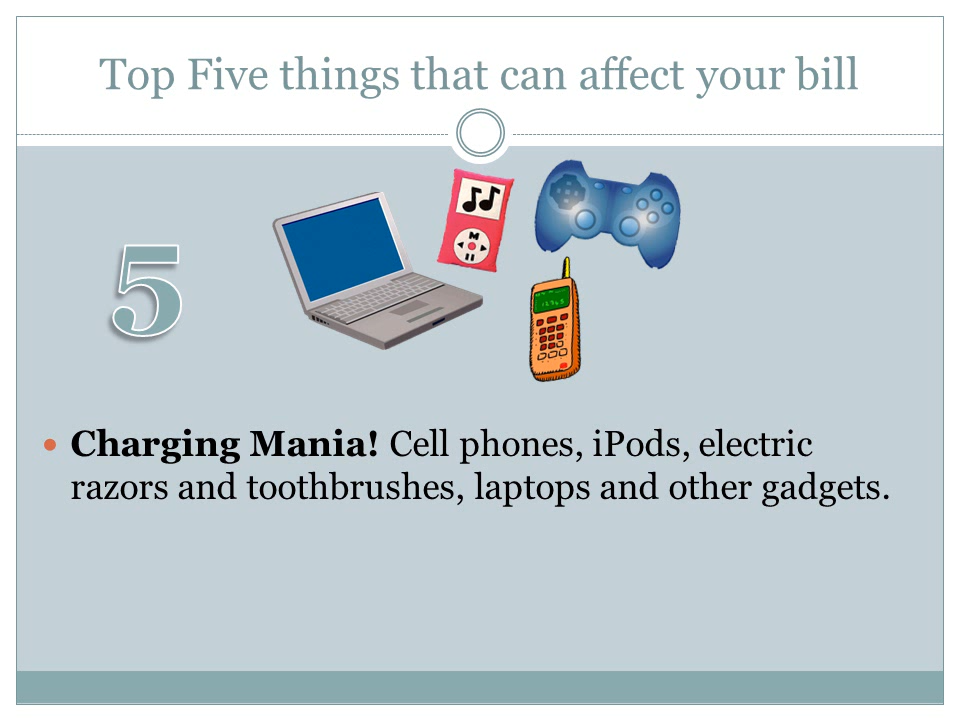 Top Five things that can affect your bill
5
• Charging Mania! Cell phones, iPods, electric
razors and toothbrushes, laptops and other gadgets.